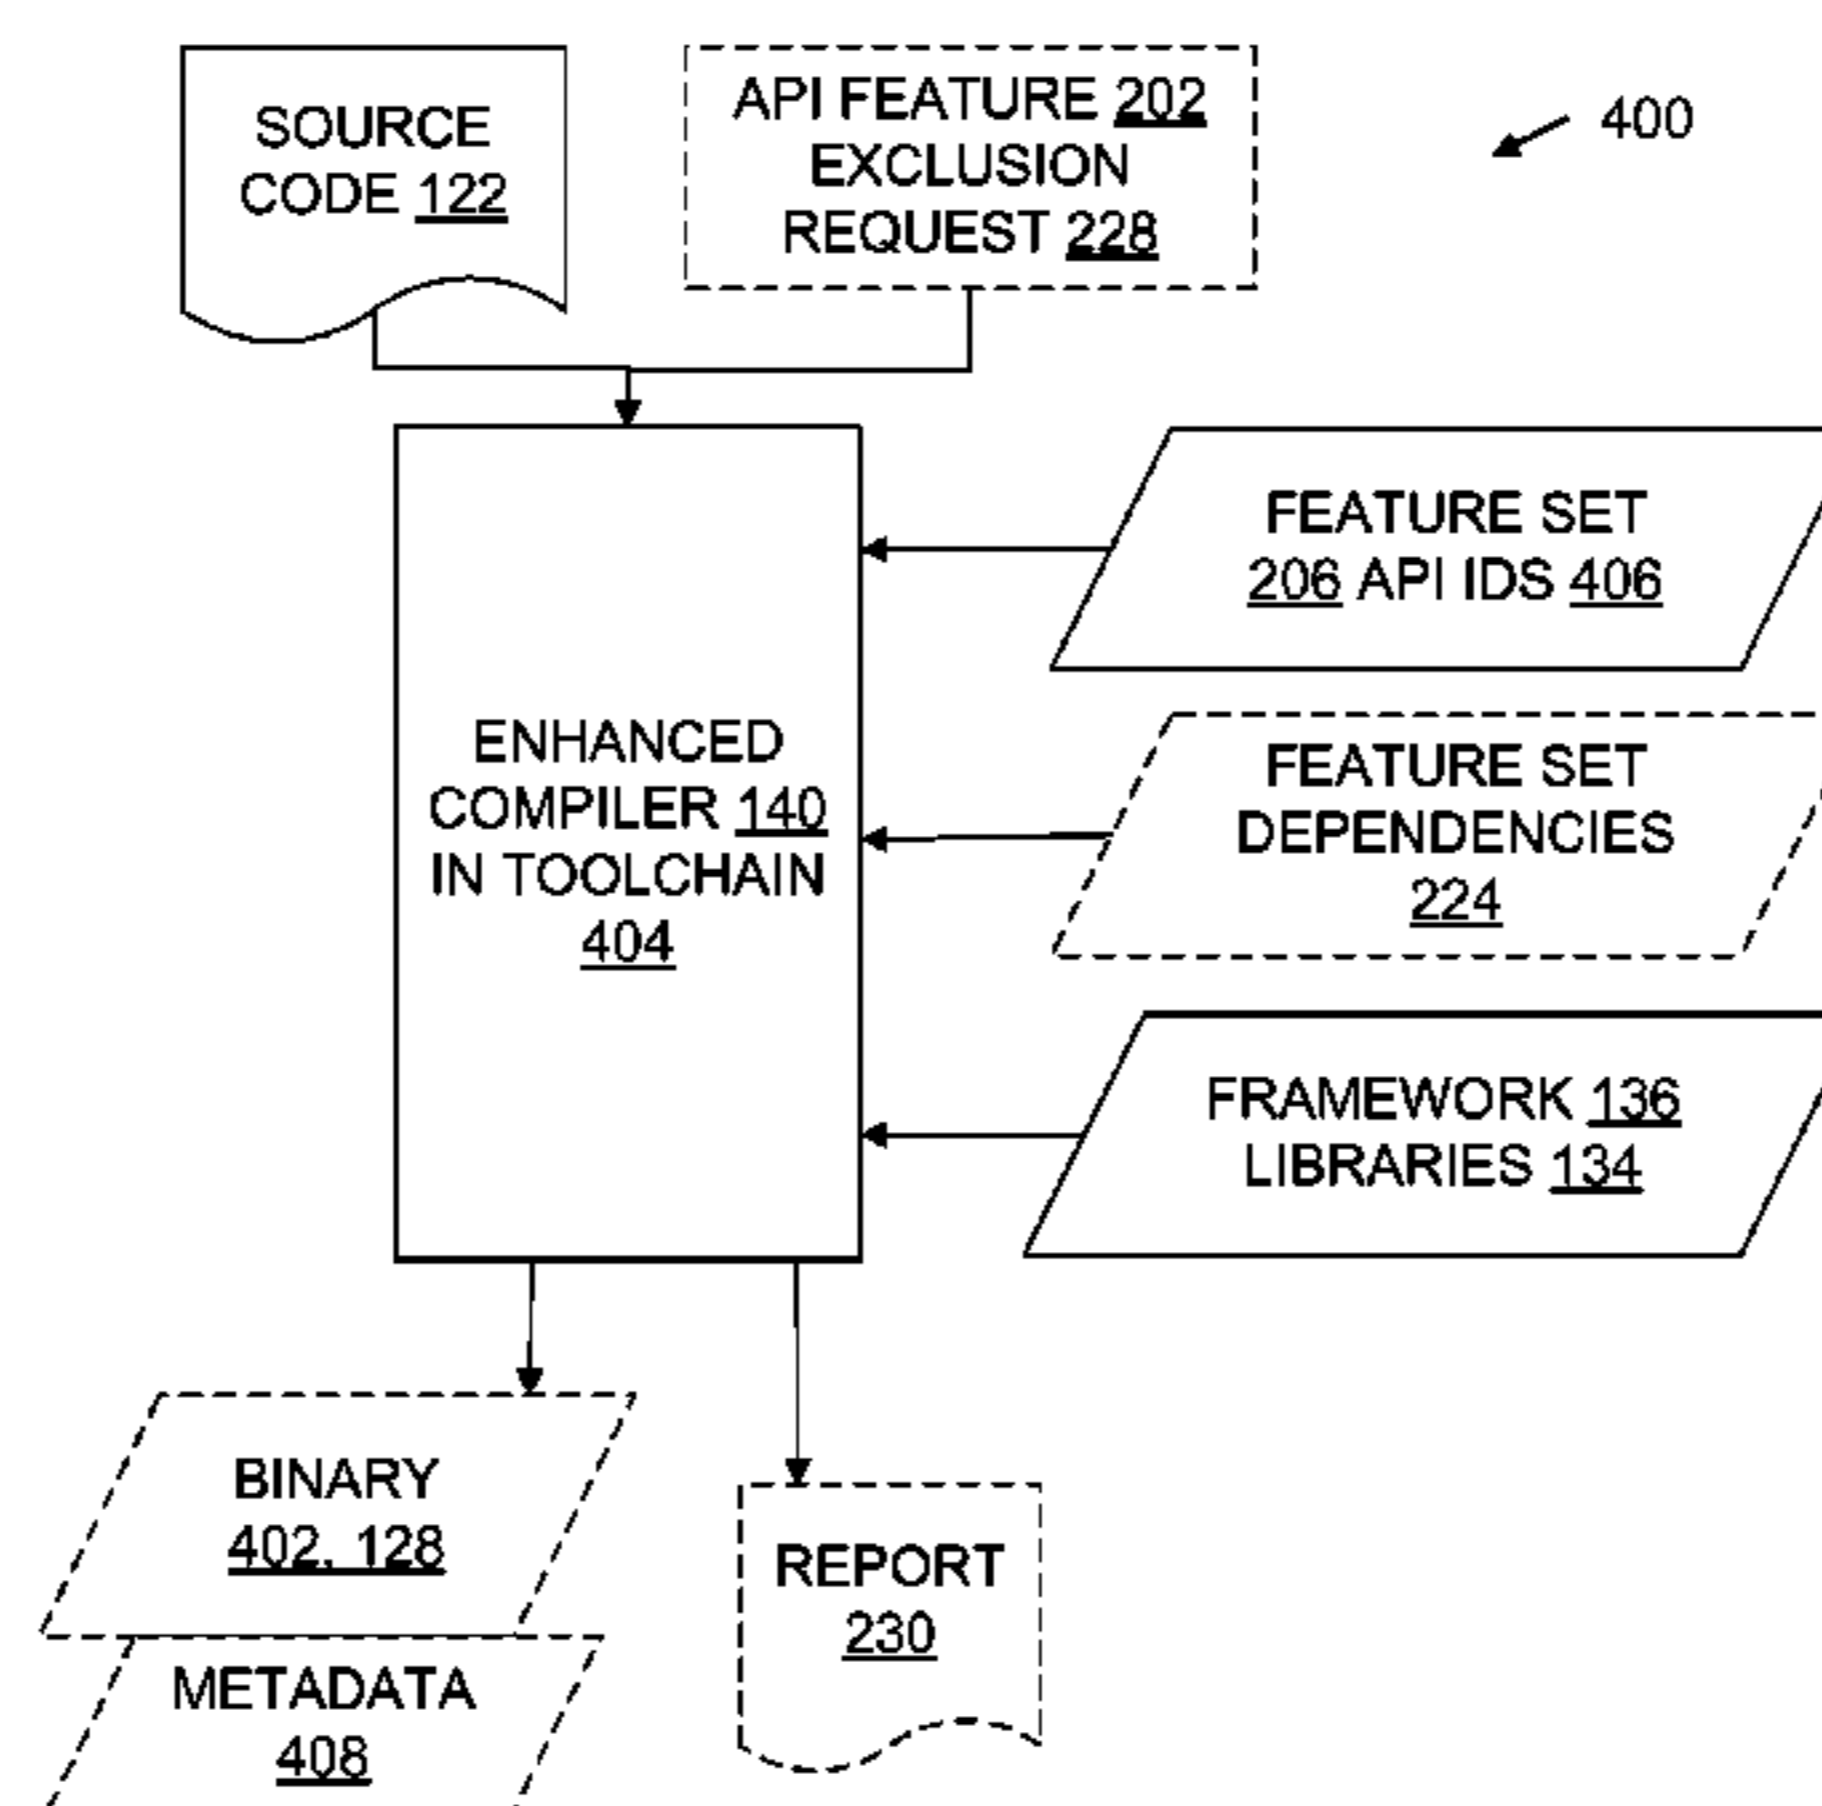 SOURCE
CODE 122
API FEATURE 202
EXCLUSION
REQUEST 228
400
FEATURE SET
206 API IDS 406
ENHANCED
COMPILER 140
IN TOOLCHAIN
404
FEATURE SET
DEPENDENCIES
224
FRAMEWORK 136
LIBRARIES 134
BINARY
402, 128
REPORT
230
METADATA
408